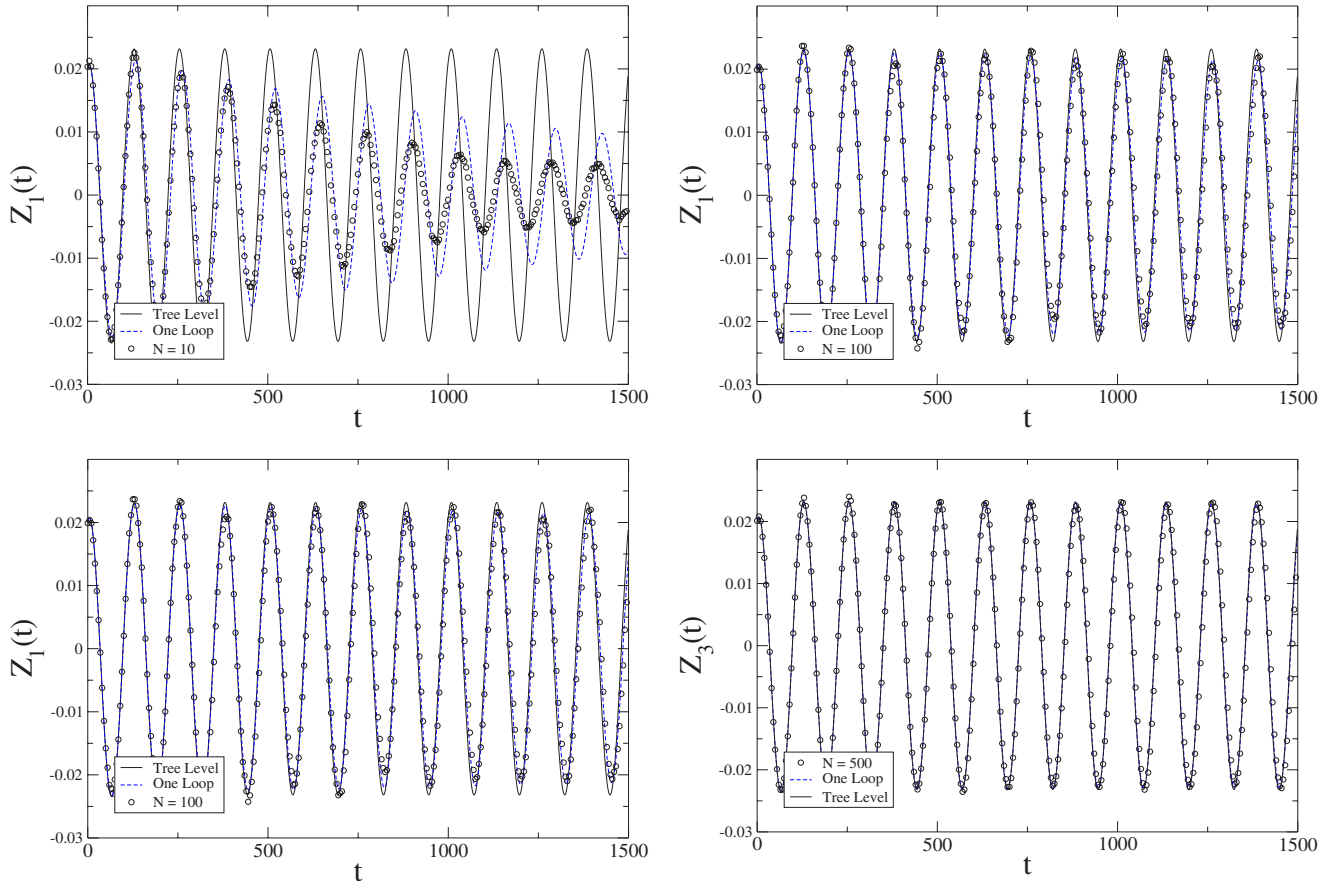 0.02
0.01
0
-0.01
-0.02
-0.03
Z1(t)
0
500
1000
1500
t
Tree Level
One Loop
N = 10
0.02
0.01
0
-0.01
-0.02
-0.03
Z1(t)
0
500
1000
1500
t
Tree Level
One Loop
N = 100
0.02
0.01
0
-0.01
-0.02
-0.03
Z1(t)
0
500
1000
1500
t
Tree Level
One Loop
N = 100
0.02
0.01
0
-0.01
-0.02
-0.03
Z3(t)
0
500
1000
1500
t
N = 500
One Loop
Tree Level